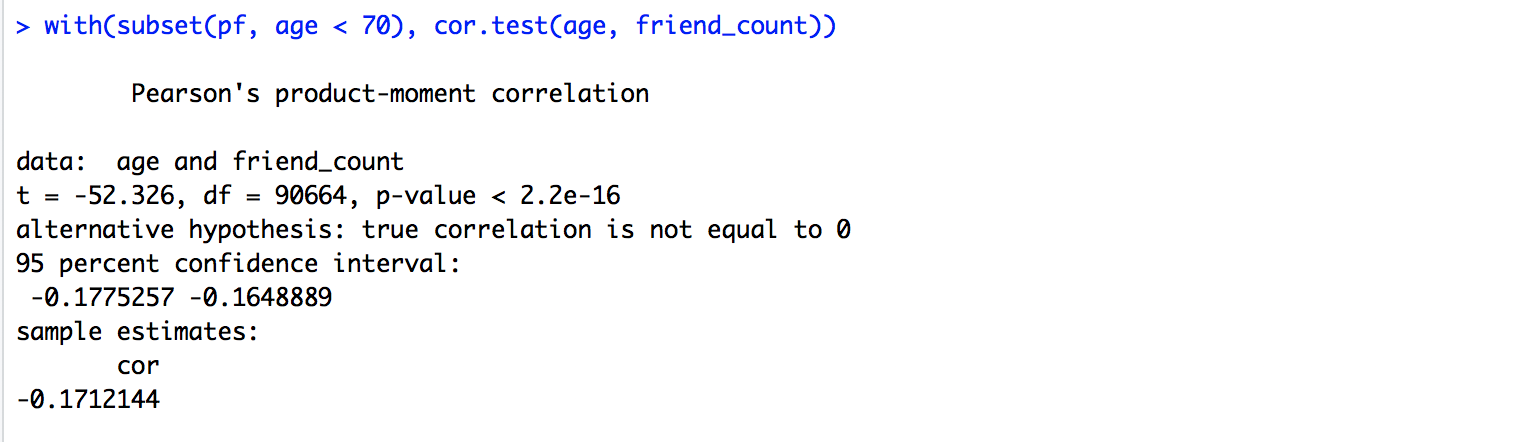 > with(subset(pf, age < 70), cor.test(age, friend_count))
Pearson's product-moment correlation
data:  age and friend_count
t = -52.326, df = 90664, p-value < 2.2e-16
alternative hypothesis: true correlation is not equal to 0
95 percent confidence interval:
-0.1775257 -0.1648889
sample estimates:
cor
-0.1712144